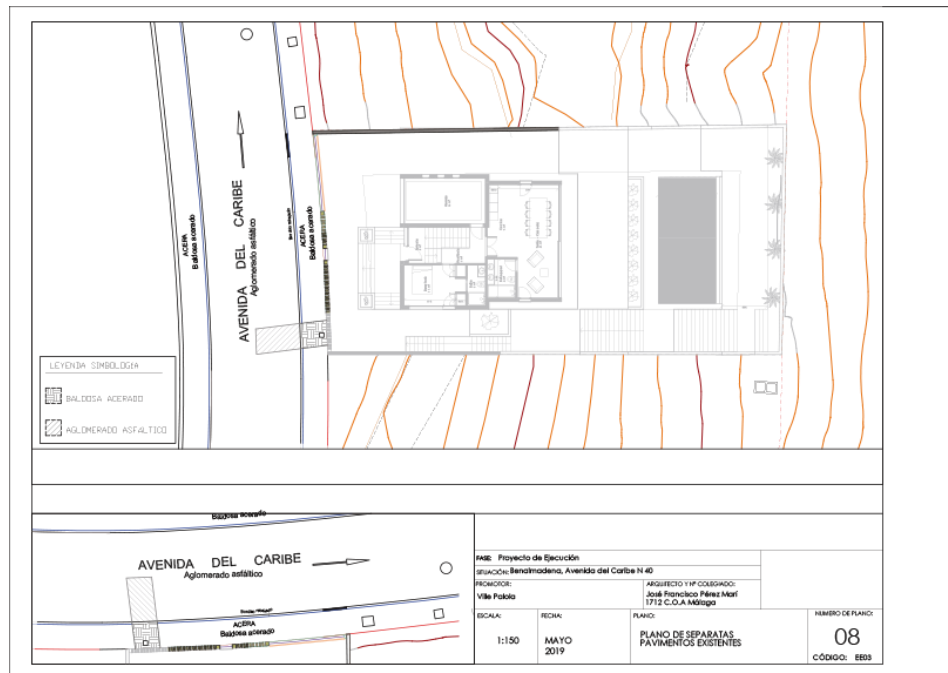 ACERA
Baldosa acerado
AVENIDA DEL CARIBE
Aglomerado asfáltico
ACERA
Baldosa acerado
LEYENDA SIMBOLOGíA
BALDOSA ACERADO
AGLOMERADO ASFALTICO
Baldosa acerado
AVENIDA DEL CARIBE
Aglomerado asfáltico
ACERA
Baldosa acerado
FASE: Proyecto de Ejecución
SITUACIÓN: Benalmadena, Avenida del Caribe N 40
PROMOTOR:
Ville Palola
ARQUITECTO Y Nº COLEGIADO:
José Francisco Pérez Marí
1712 C.O.A Málaga
ESCALA:
1:150
FECHA:
MAYO
2019
PLANO:
PLANO DE SEPARATAS
PAVIMENTOS EXISTENTES
NUMERO DE PLANO:
08
CÓDIGO: EE03